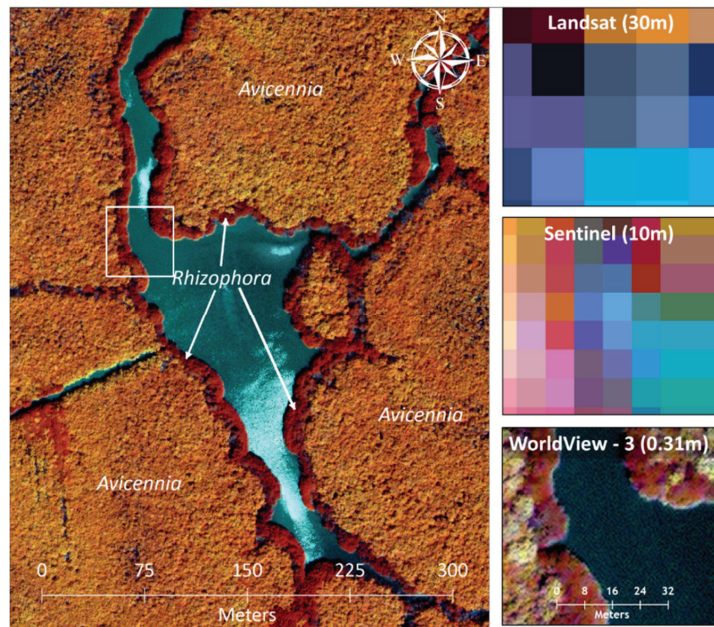 N
W
E
S
Avicennia
Rhizophora
Avicennia
Avicennia
0 75 150 225 300
Meters
Landsat (30m)
Sentinel (10m)
WorldView - 3 (0.31m)
0 8 16 24 32
Meters